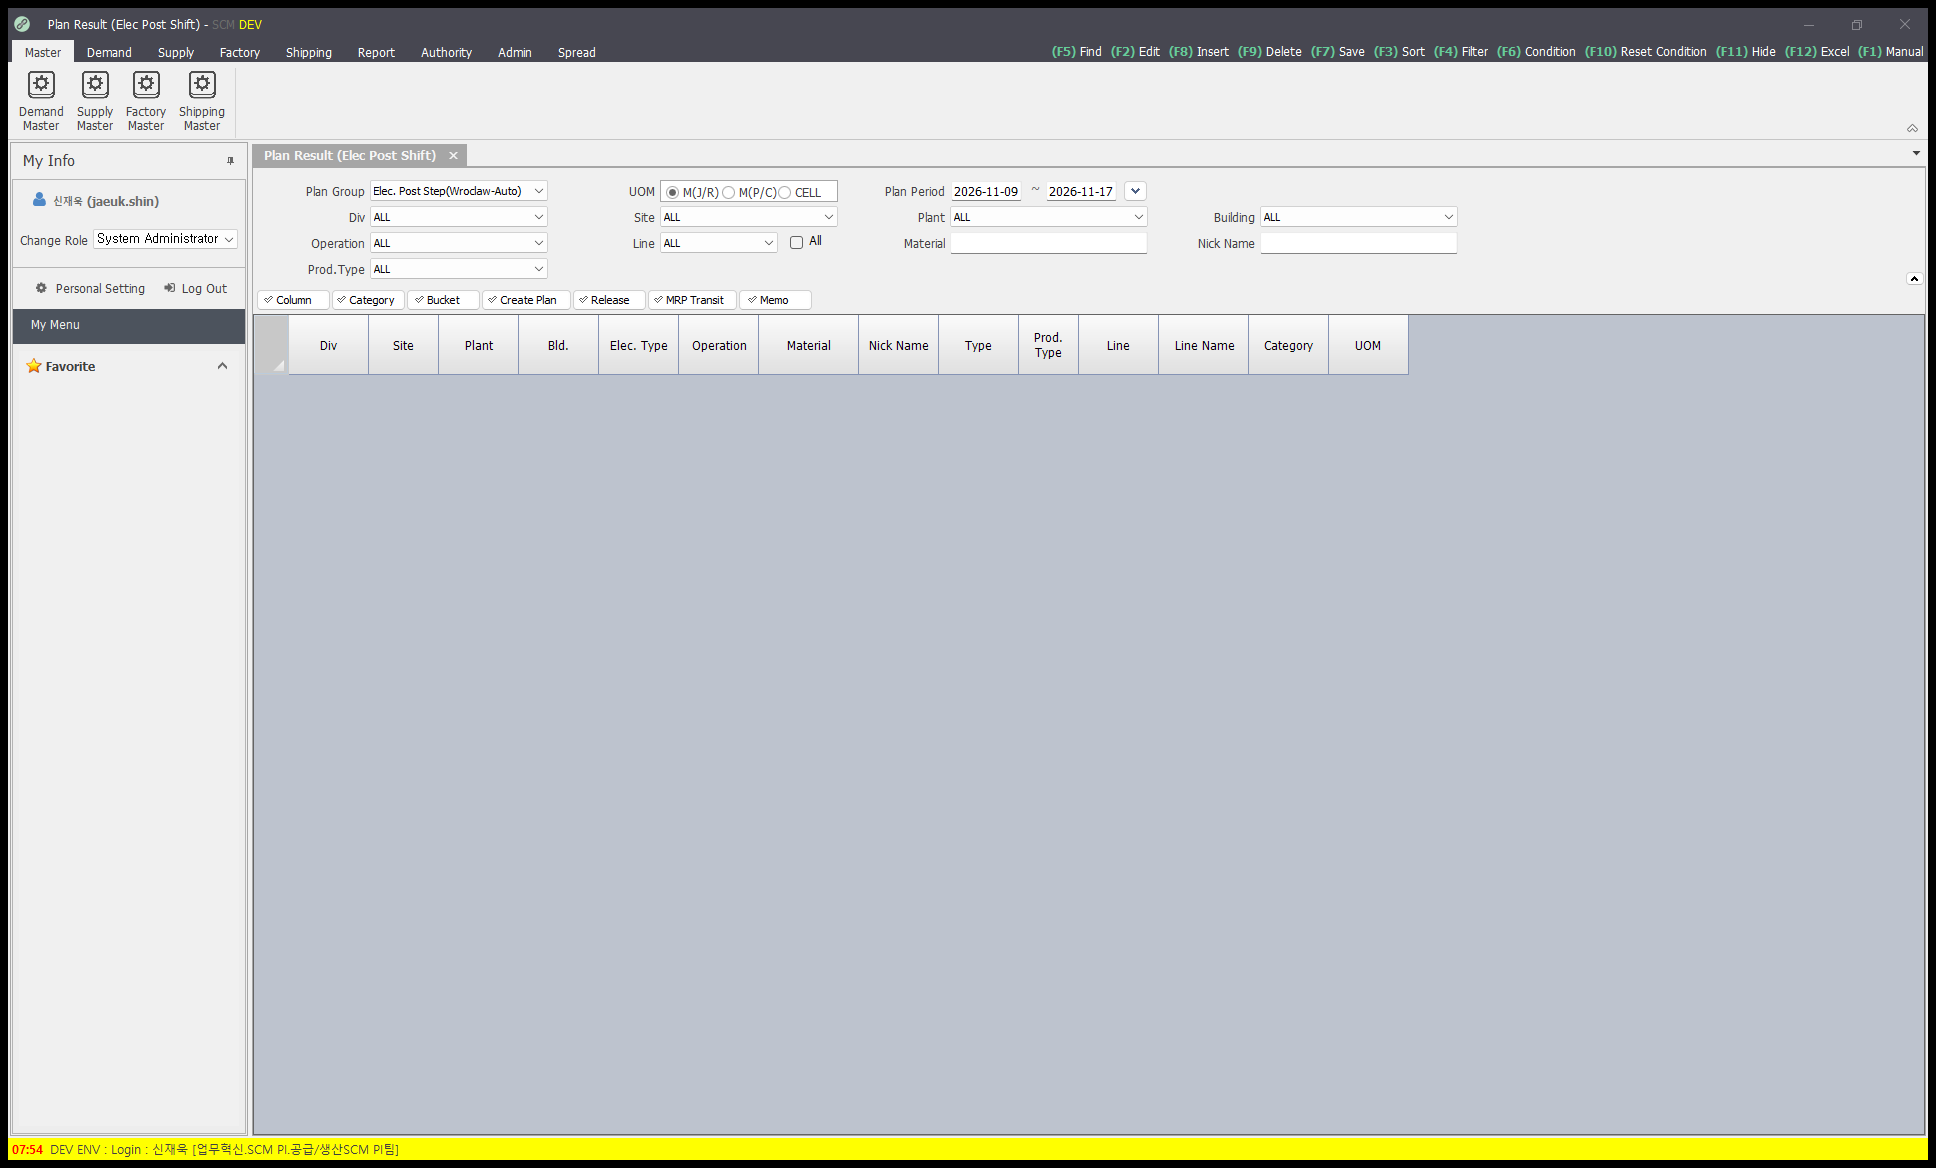 Plan Result (Elec Post Shift) - SCM DEV
Master Demand Supply Factory Shipping Report Authority Admin Spread
(F5) Find (F2) Edit (F8) Insert (F9) Delete (F7) Save (F3) Sort (F4) Filter (F6) Condition (F10) Reset Condition (F11) Hide (F12) Excel (F1) Manual
Demand Master
Supply Master
Factory Master
Shipping Master
My Info
신재욱 (jaeuk.shin)
Change Role System Administrator
Personal Setting Log Out
My Menu
Favorite
Plan Result (Elec Post Shift)
Plan Group Elec. Post Step(Wroclaw-Auto) UOM M(J/R) M(P/C) CELL Plan Period 2026-11-09 ~ 2026-11-17
Div ALL Site ALL Plant ALL Building ALL
Operation ALL Line ALL All Material Nick Name
Prod.Type ALL
Column Category Bucket Create Plan Release MRP Transit Memo
Div Site Plant Bld. Elec. Type Operation Material Nick Name Type Prod. Type Line Line Name Category UOM
07:54 DEV ENV : Login : 신재욱 [업무혁신.SCM PI.공급/생산SCM PI팀]